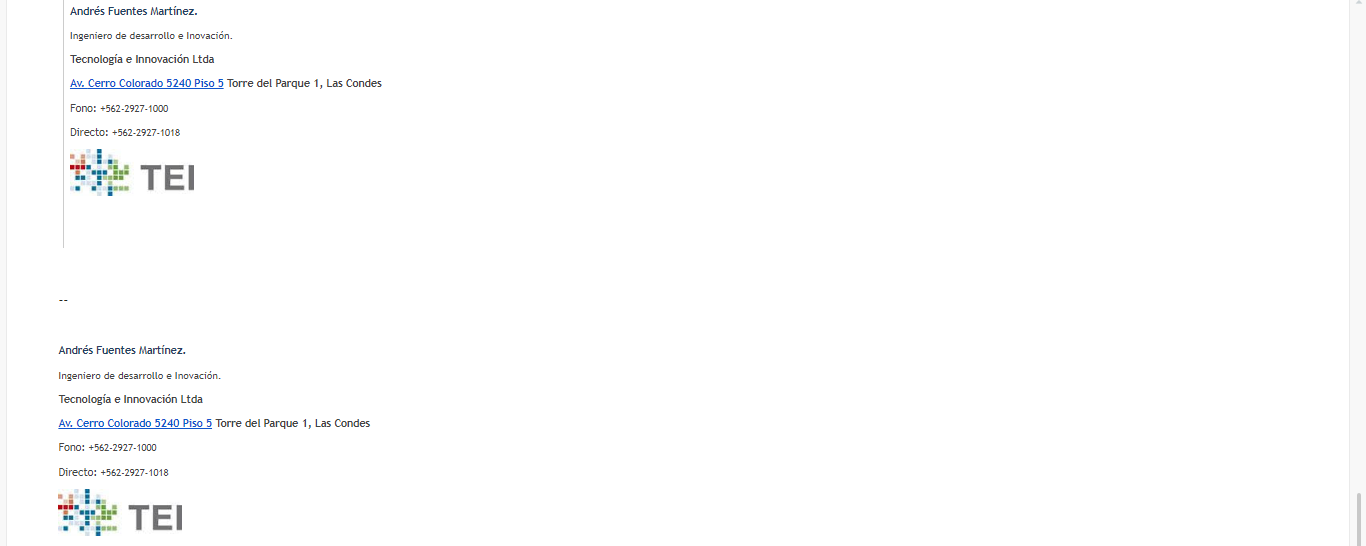 Andrés Fuentes Martínez.
Ingeniero de desarrollo e Inovación.
Tecnología e Innovación Ltda
Av. Cerro Colorado 5240 Piso 5 Torre del Parque 1, Las Condes
Fono: +562-2927-1000
Directo: +562-2927-1018
TEI
--
Andrés Fuentes Martínez.
Ingeniero de desarrollo e Inovación.
Tecnología e Innovación Ltda
Av. Cerro Colorado 5240 Piso 5 Torre del Parque 1, Las Condes
Fono: +562-2927-1000
Directo: +562-2927-1018
TEI